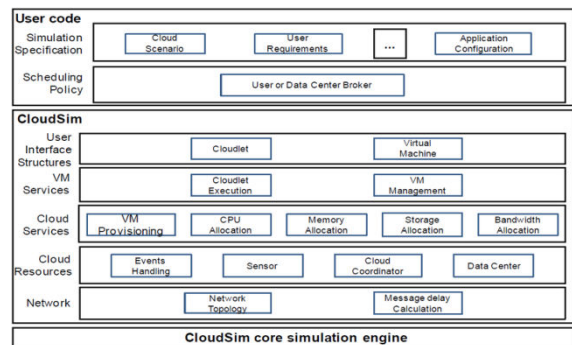 User code
Simulation
Specification
Cloud
Scenario
User
Requirements
...
Application
Configuration
Scheduling
Policy
User or Data Center Broker
CloudSim
User
Interface
Structures
Cloudlet
Virtual
Machine
VM
Services
Cloudlet
Execution
VM
Management
Cloud
Services
VM
Provisioning
CPU
Allocation
Memory
Allocation
Storage
Allocation
Bandwidth
Allocation
Cloud
Resources
Events
Handling
Sensor
Cloud
Coordinator
Data Center
Network
Network
Topology
Message delay
Calculation
CloudSim core simulation engine